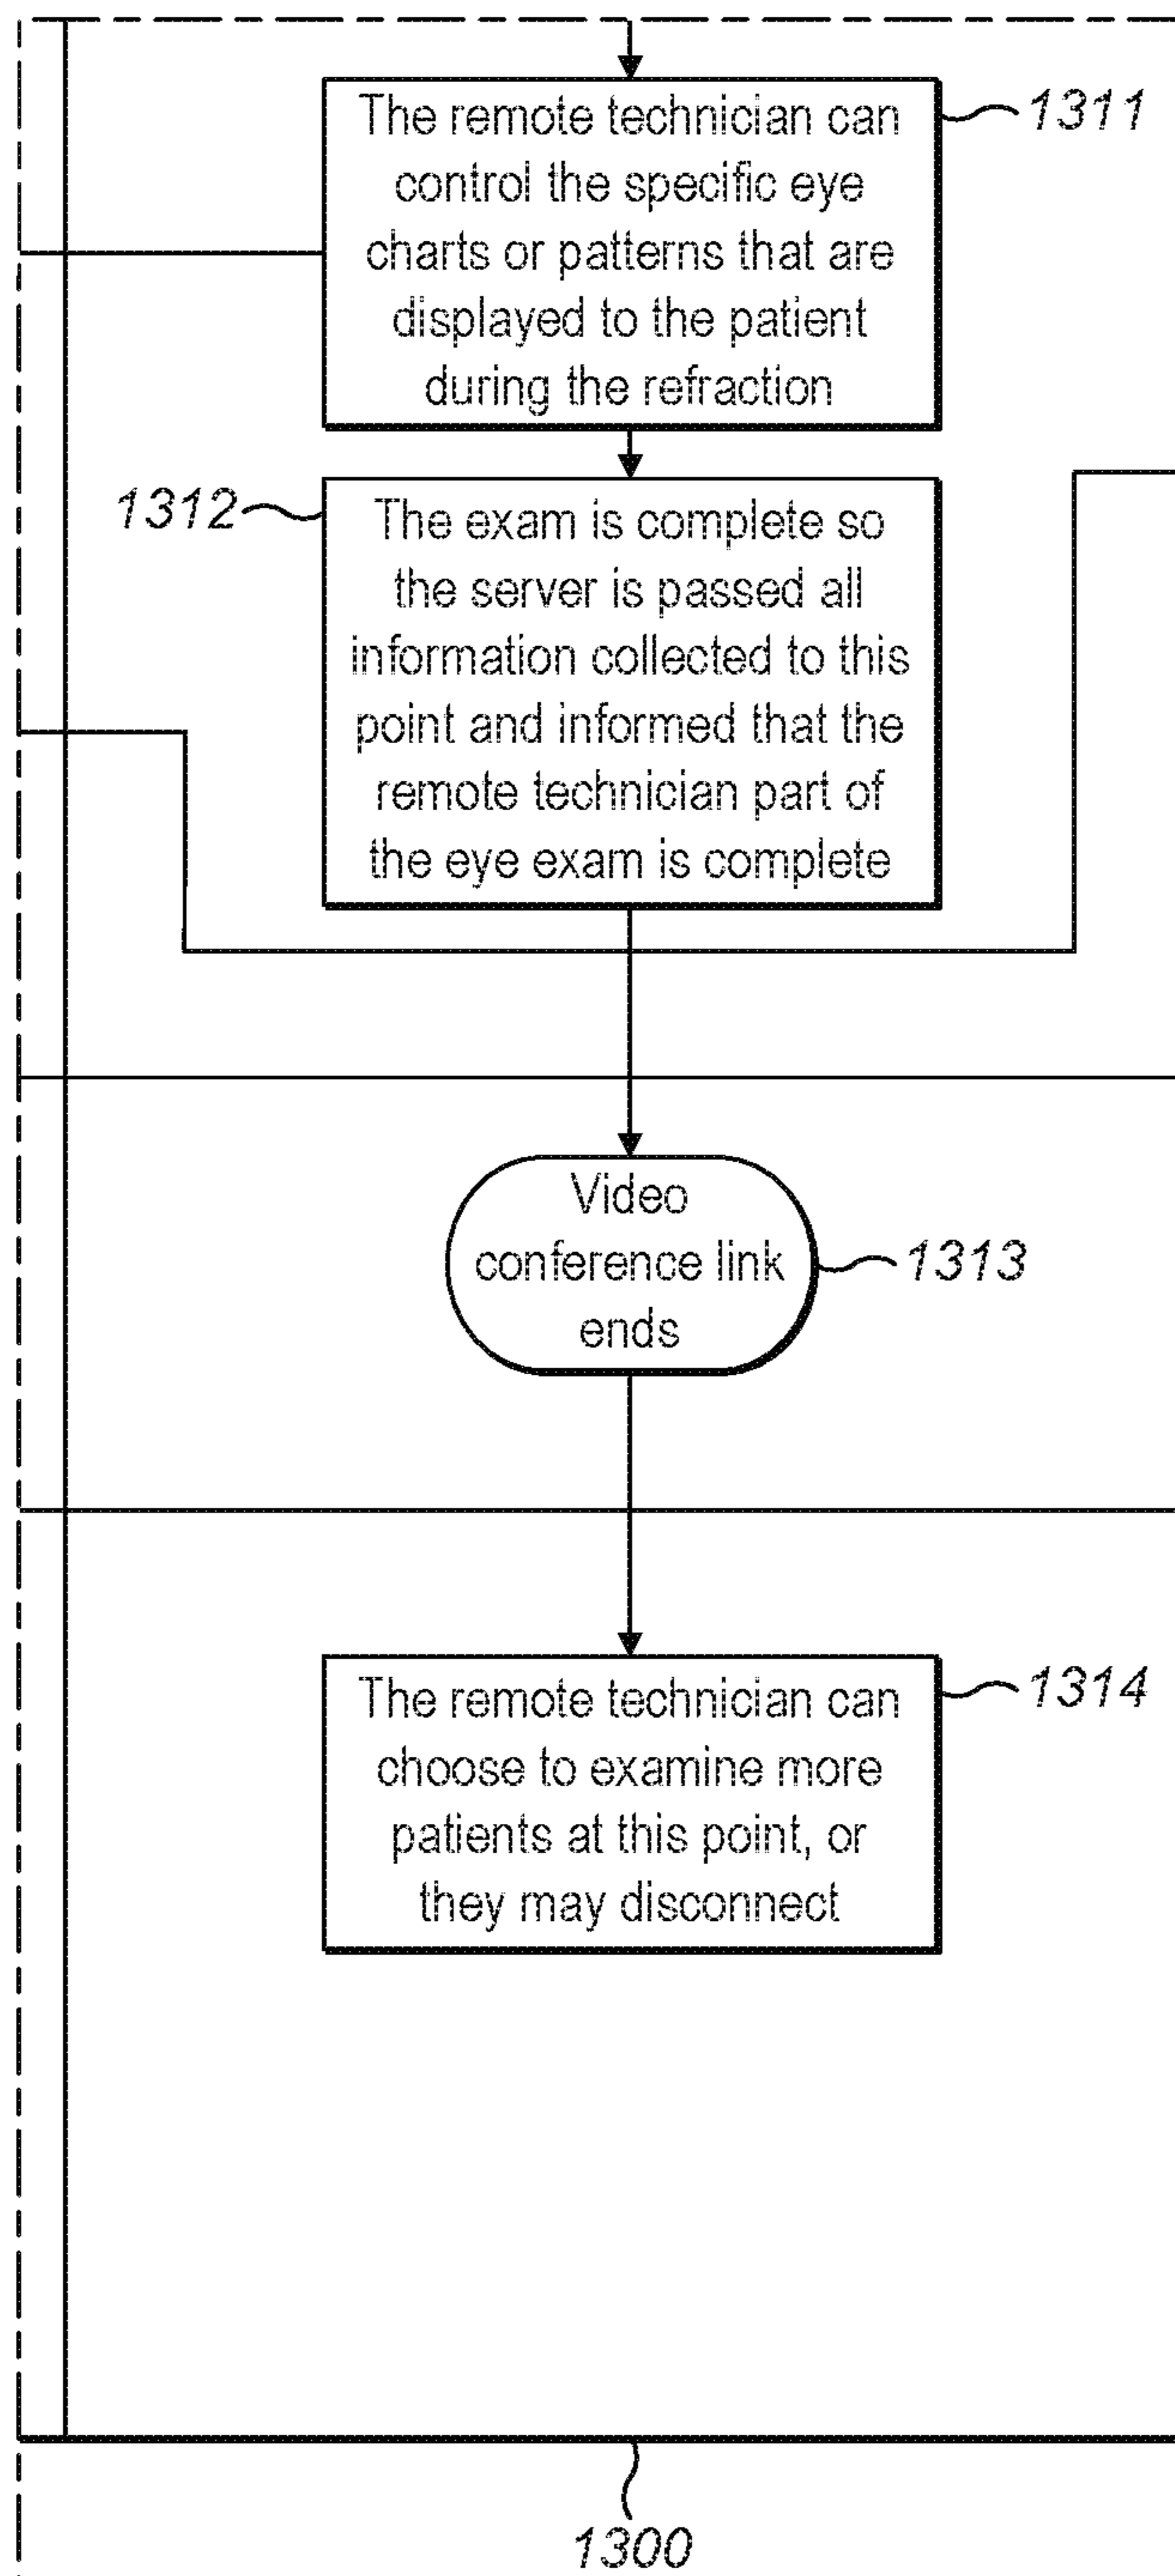 The remote technician can
control the specific eye
charts or patterns that are
displayed to the patient
during the refraction
1311
1312
The exam is complete so
the server is passed all
information collected to this
point and informed that the
remote technician part of
the eye exam is complete
Video
conference link
ends
1313
The remote technician can
choose to examine more
patients at this point, or
they may disconnect
1314
1300